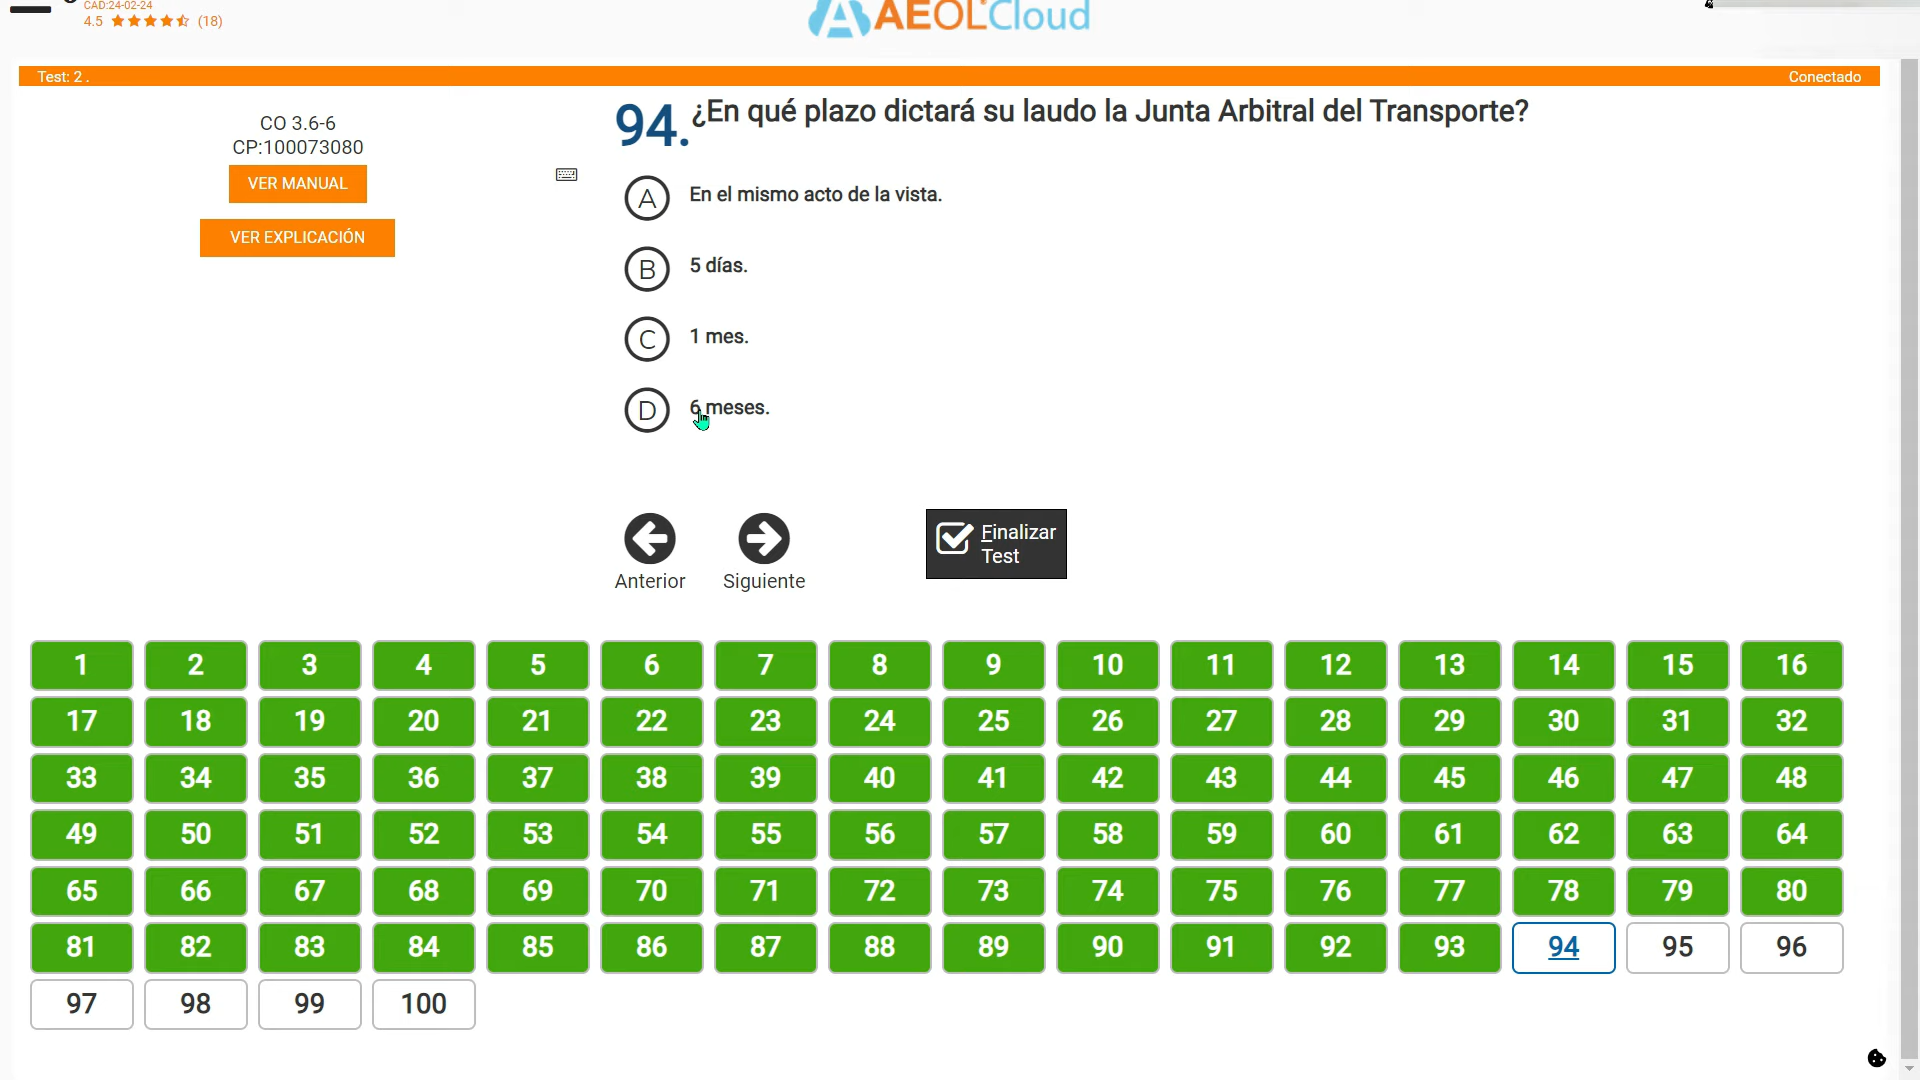 CAD:24-02-24
4.5 (18)
AEOL Cloud
Test: 2 .
Conectado
CO 3.6-6
CP:100073080
VER MANUAL
VER EXPLICACIÓN
94. ¿En qué plazo dictará su laudo la Junta Arbitral del Transporte?
A En el mismo acto de la vista.
B 5 días.
C 1 mes.
D 6 meses.
Anterior
Siguiente
Finalizar
Test
1 2 3 4 5 6 7 8 9 10 11 12 13 14 15 16
17 18 19 20 21 22 23 24 25 26 27 28 29 30 31 32
33 34 35 36 37 38 39 40 41 42 43 44 45 46 47 48
49 50 51 52 53 54 55 56 57 58 59 60 61 62 63 64
65 66 67 68 69 70 71 72 73 74 75 76 77 78 79 80
81 82 83 84 85 86 87 88 89 90 91 92 93 94 95 96
97 98 99 100